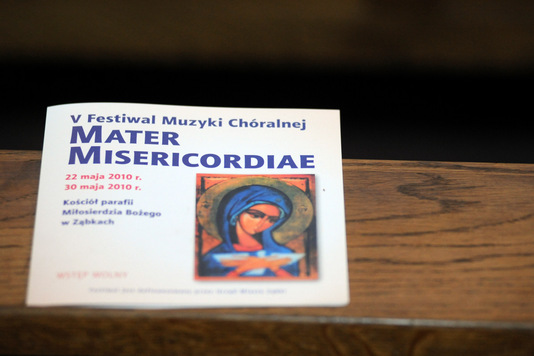 V Festiwal Muzyki Chóralnej
MATER
MISERICORDIAE
22 maja 2010 r.
30 maja 2010 r.
Kościół parafii
Miłosierdzia Bożego
w Ząbkach
WSTĘP WOLNY